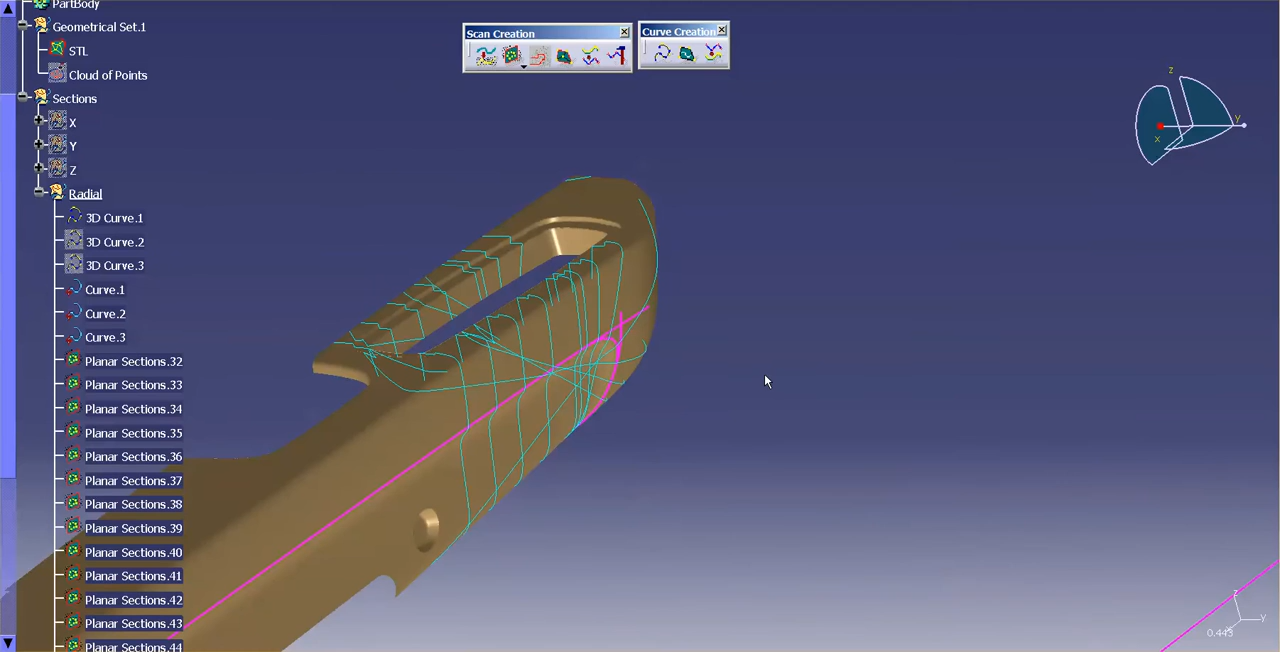 PartBody
Geometrical Set.1
STL
Cloud of Points
Sections
X
Y
Z
Radial
3D Curve.1
3D Curve.2
3D Curve.3
Curve.1
Curve.2
Curve.3
Planar Sections.32
Planar Sections.33
Planar Sections.34
Planar Sections.35
Planar Sections.36
Planar Sections.37
Planar Sections.38
Planar Sections.39
Planar Sections.40
Planar Sections.41
Planar Sections.42
Planar Sections.43
Planar Sections.44
Scan Creation
Curve Creation
z
y
x
z
y
0.443